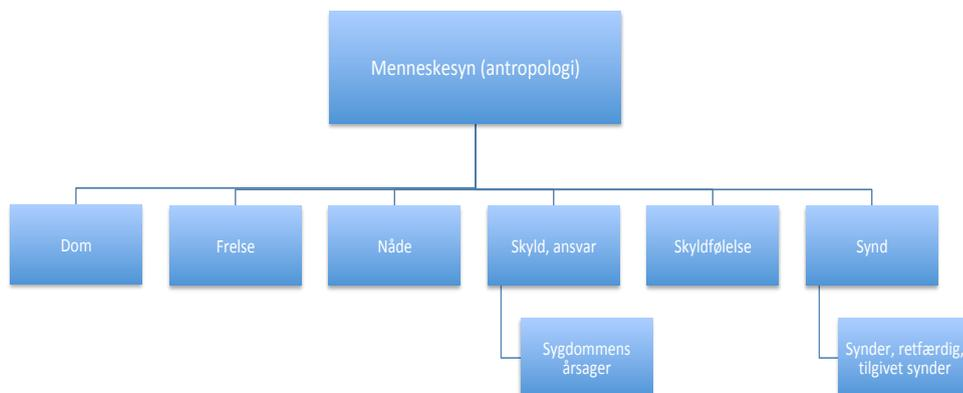 Menneskesyn (antropologi)
Dom
Frelse
Nåde
Skyld, ansvar
Skyldfølelse
Synd
Sygdommens
årsager
Synder, retfærdig,
tilgivet synder